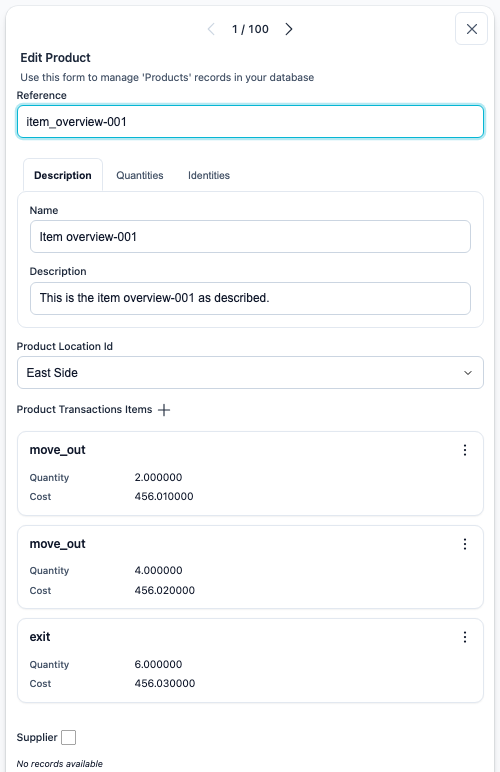 1 / 100
Edit Product
Use this form to manage 'Products' records in your database
Reference
item_overview-001
Description Quantities Identities
Name
Item overview-001
Description
This is the item overview-001 as described.
Product Location Id
East Side
Product Transactions Items
move_out
Quantity 2.000000
Cost 456.010000
move_out
Quantity 4.000000
Cost 456.020000
exit
Quantity 6.000000
Cost 456.030000
Supplier
No records available